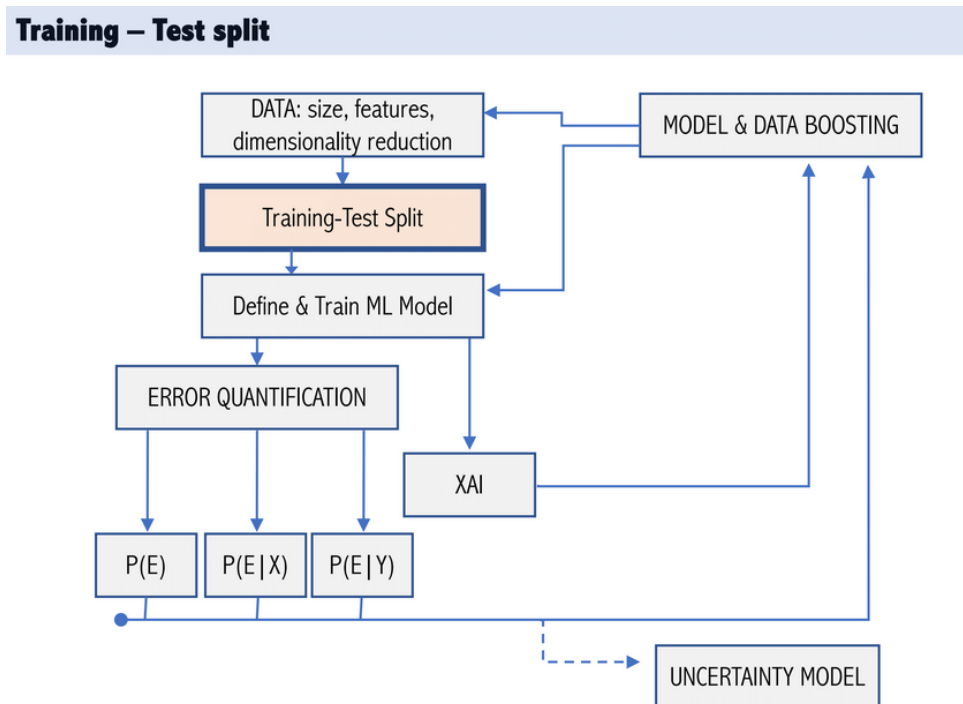 Training – Test split
DATA: size, features,
dimensionality reduction
MODEL & DATA BOOSTING
Training-Test Split
Define & Train ML Model
ERROR QUANTIFICATION
XAI
P(E)
P(E|X)
P(E|Y)
UNCERTAINTY MODEL